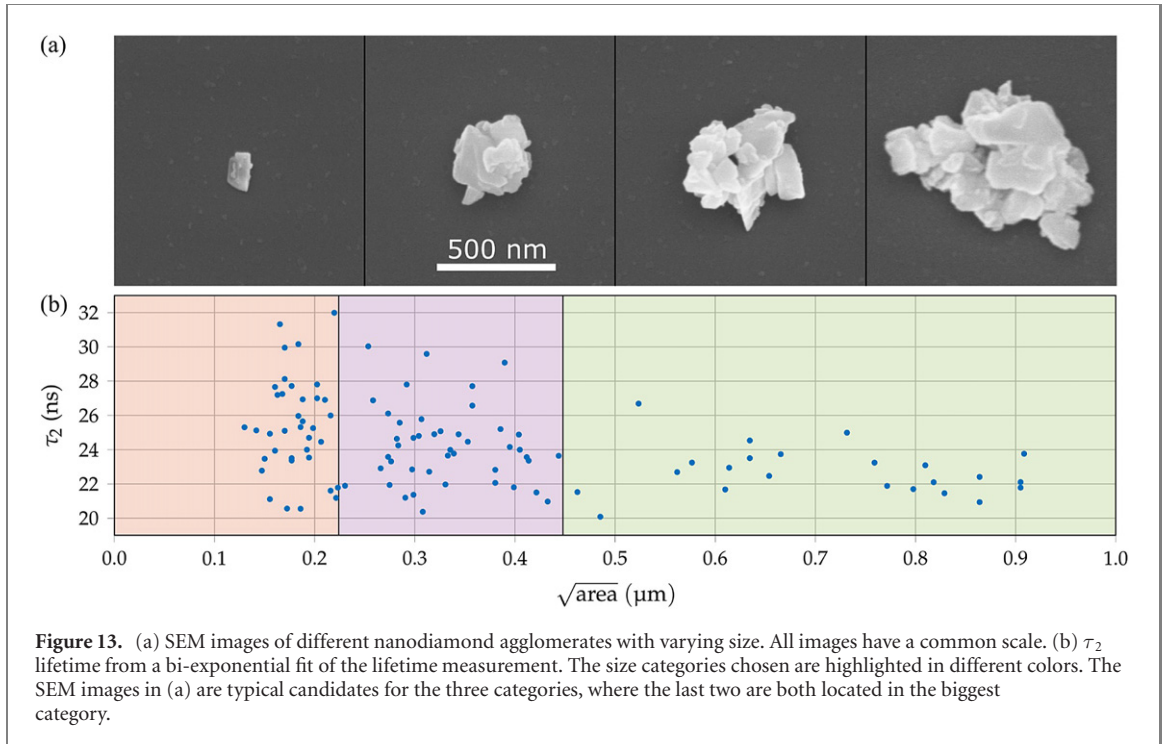 (a)
500 nm
(b)
32
30
28
26
24
22
20
τ₂ (ns)
0.0 0.1 0.2 0.3 0.4 0.5 0.6 0.7 0.8 0.9 1.0
√area (µm)
Figure 13. (a) SEM images of different nanodiamond agglomerates with varying size. All images have a common scale. (b) τ₂
lifetime from a bi-exponential fit of the lifetime measurement. The size categories chosen are highlighted in different colors. The
SEM images in (a) are typical candidates for the three categories, where the last two are both located in the biggest
category.